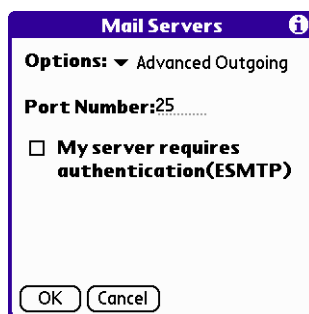 Mail Servers
Options: Advanced Outgoing
Port Number:25
My server requires
authentication(ESMTP)
OK Cancel